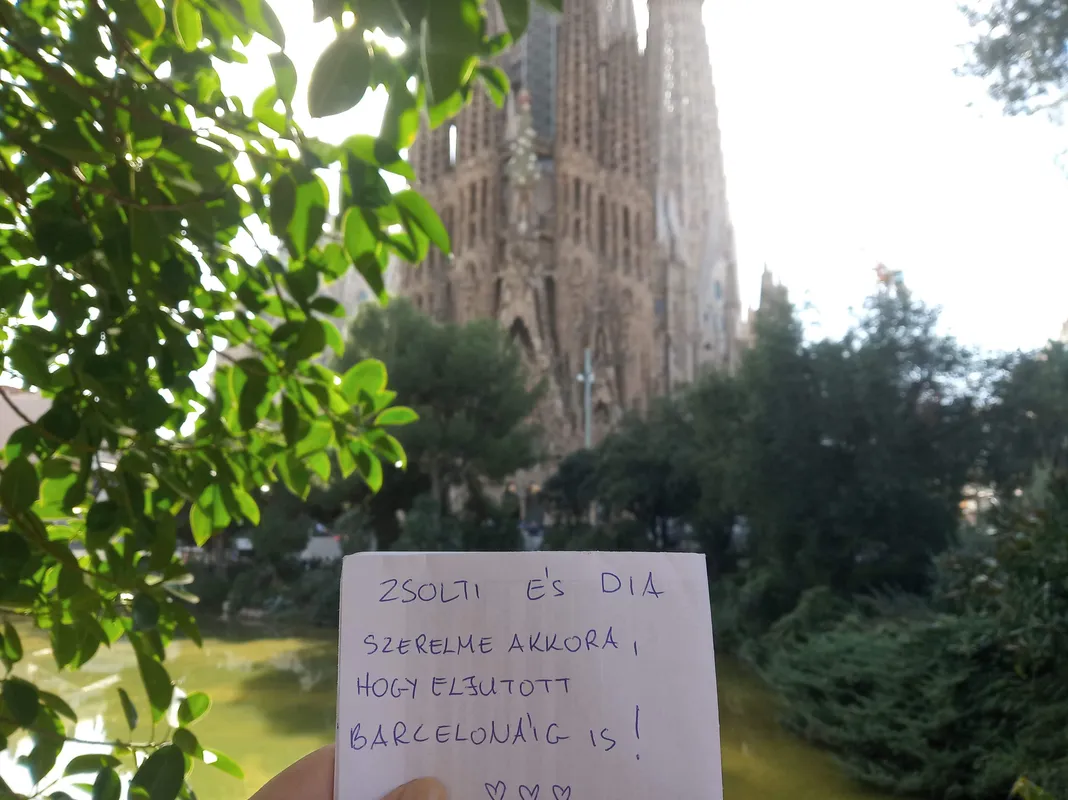 ZSOLTI ÉS DIA
SZERELME AKKORA,
HOGY ELJUTOTT
BARCELONÁIG IS!
♡♡♡